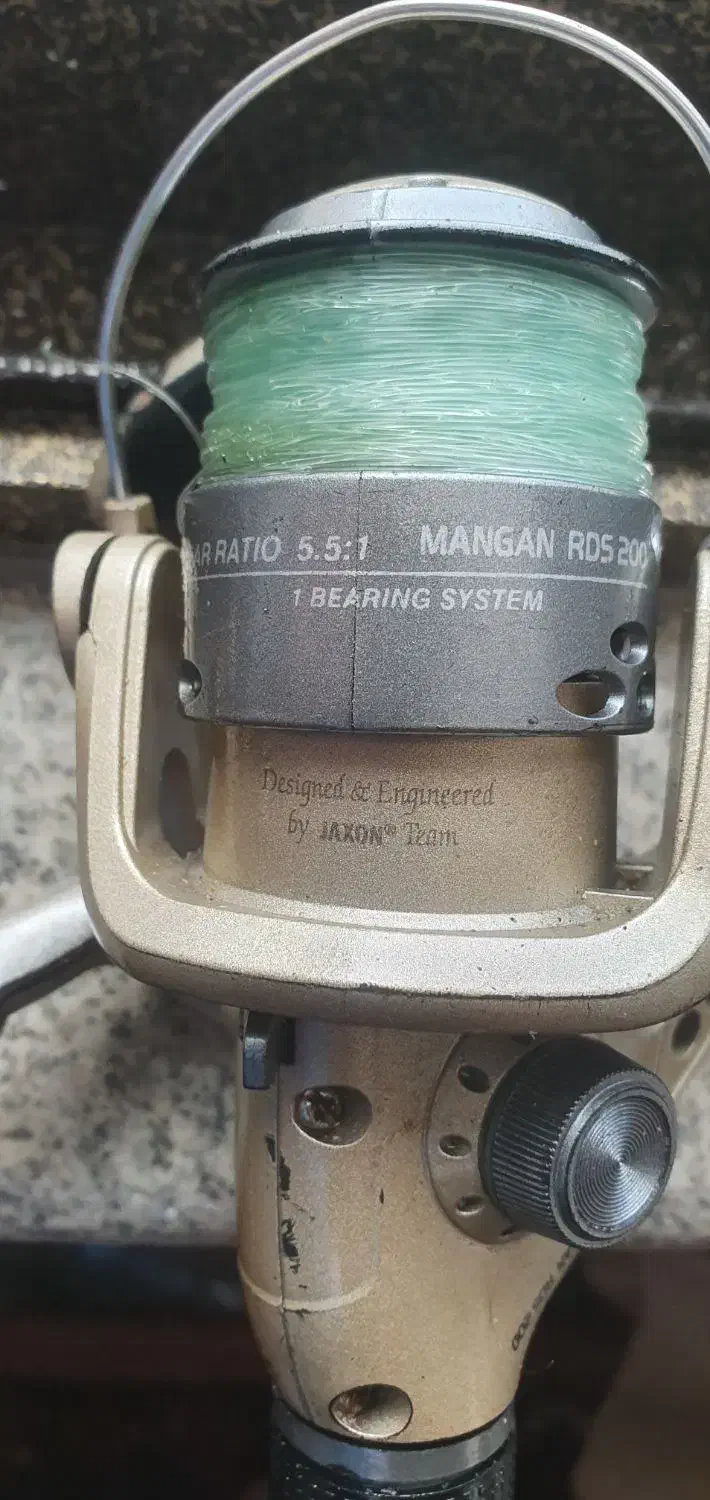 RATIO 5.5:1 MANGAN RDS 200
1 BEARING SYSTEM
Designed & Engineered
by JAXON® Team